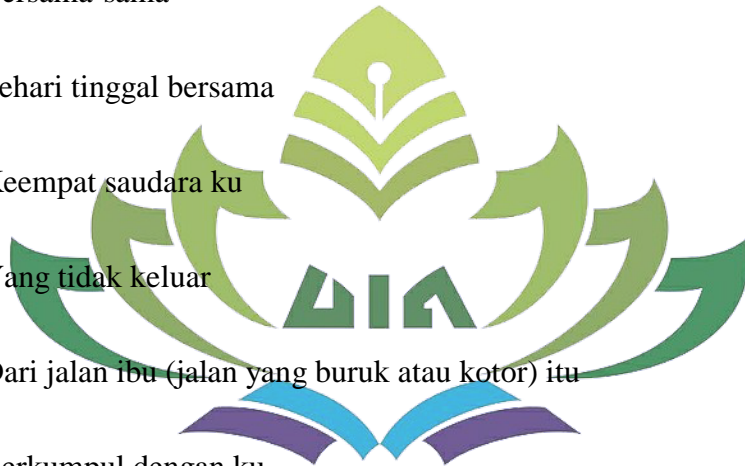 ersama-sama
ehari tinggal bersama
Keempat saudara ku
Yang tidak keluar
UIN
Dari jalan ibu (jalan yang buruk atau kotor) itu
erkumpul dengan ku